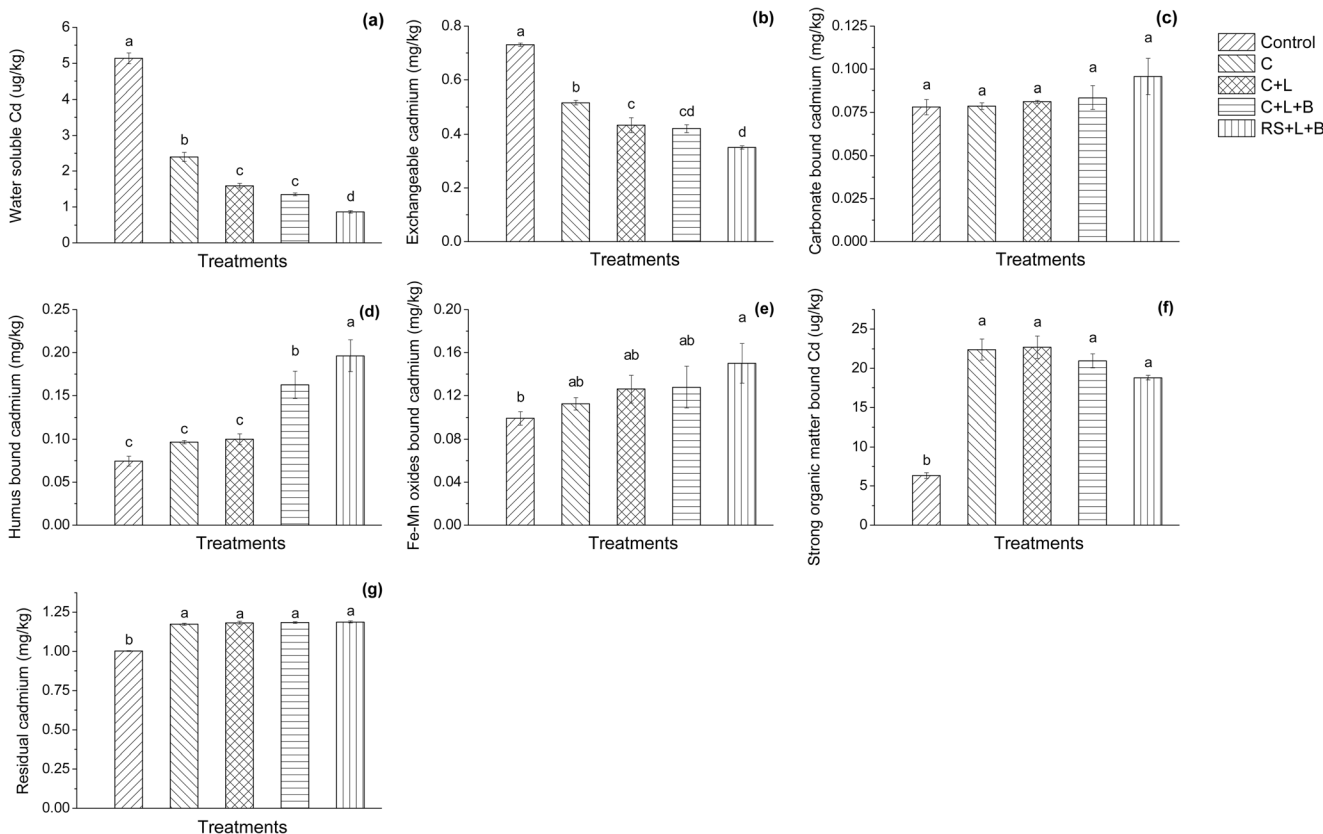 (a)
Water soluble Cd (ug/kg)
6
5
4
3
2
1
0
a
b
c
c
d
Treatments
(b)
Exchangeable cadmium (mg/kg)
0.8
0.6
0.4
0.2
0.0
a
b
c
cd
d
Treatments
(c)
Carbonate bound cadmium (mg/kg)
0.125
0.100
0.075
0.050
0.025
0.000
a
a
a
a
a
Treatments
Control
C
C+L
C+L+B
RS+L+B
(d)
Humus bound cadmium (mg/kg)
0.25
0.20
0.15
0.10
0.05
0.00
c
c
c
b
a
Treatments
(e)
Fe-Mn oxides bound cadmium (mg/kg)
0.20
0.16
0.12
0.08
0.04
0.00
b
ab
ab
ab
a
Treatments
(f)
Strong organic matter bound Cd (ug/kg)
25
20
15
10
5
0
b
a
a
a
a
Treatments
(g)
Residual cadmium (mg/kg)
1.25
1.00
0.75
0.50
0.25
0.00
b
a
a
a
a
Treatments